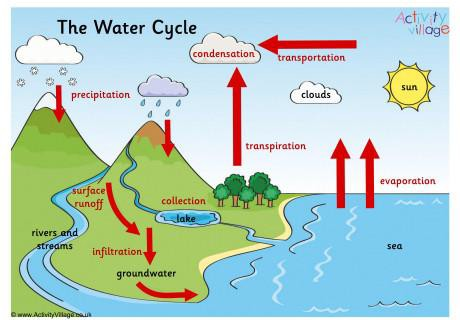 The Water Cycle
Activity
village
condensation
transportation
precipitation
clouds
sun
transpiration
evaporation
surface
runoff
collection
lake
rivers and
streams
infiltration
groundwater
sea
www.ActivityVillage.co.uk